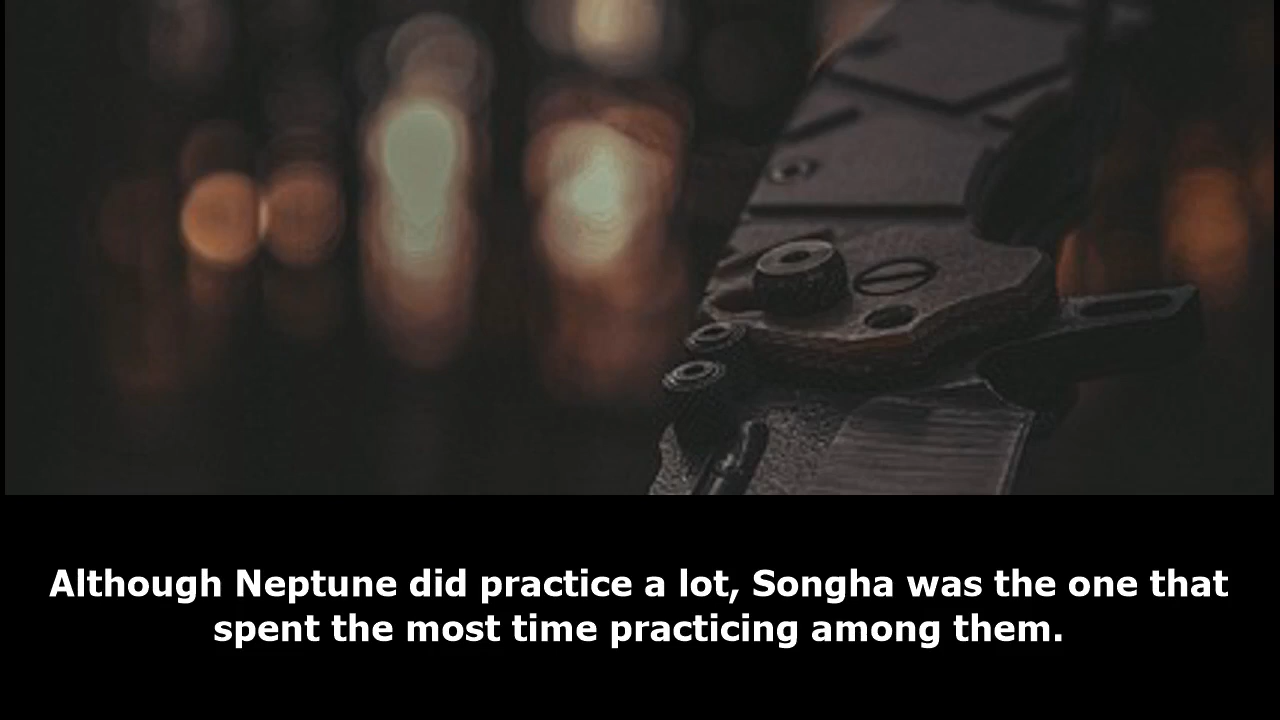 Although Neptune did practice a lot, Songha was the one that
spent the most time practicing among them.